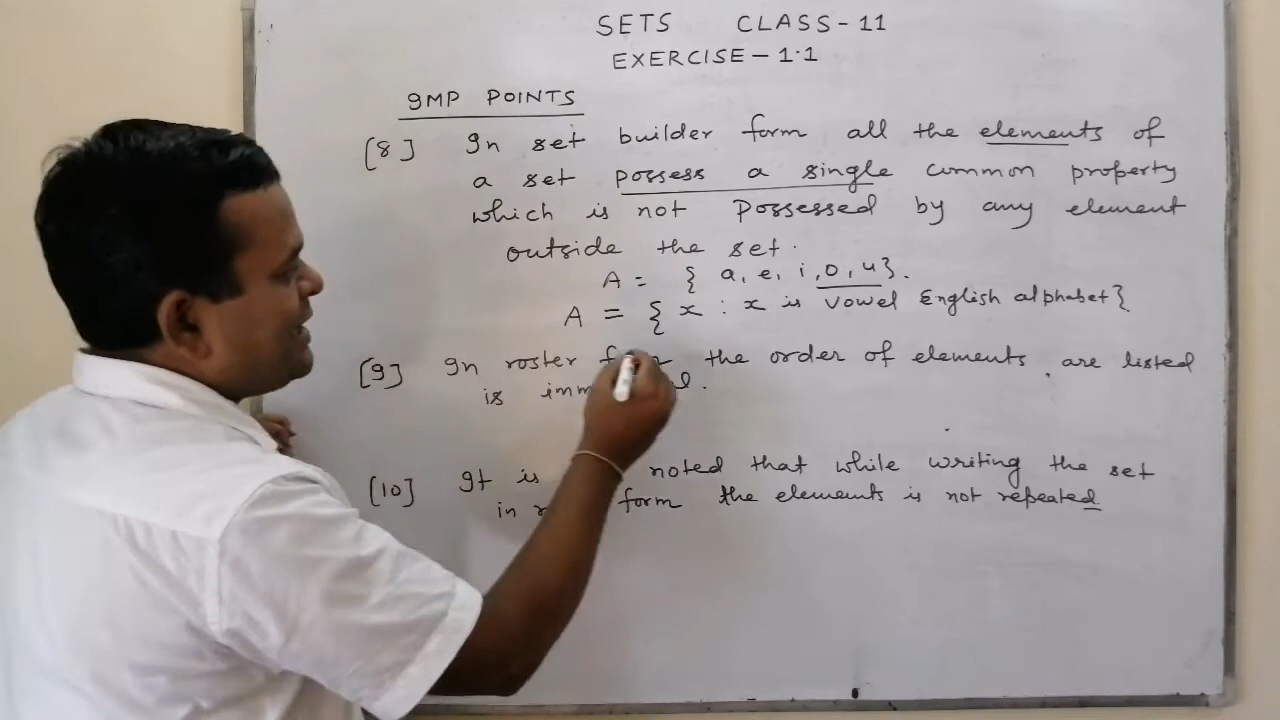 SETS CLASS-11
EXERCISE-1.1
IMP POINTS
[8] In set builder form all the elements of
a set possess a single common property
which is not possessed by any element
outside the set.
A = { a, e, i, o, u}.
A = { x : x is vowel English alphabet}
[9] In roster the order of elements are listed
is
[10] It is noted that while writing the set
in form the elements is not repeated